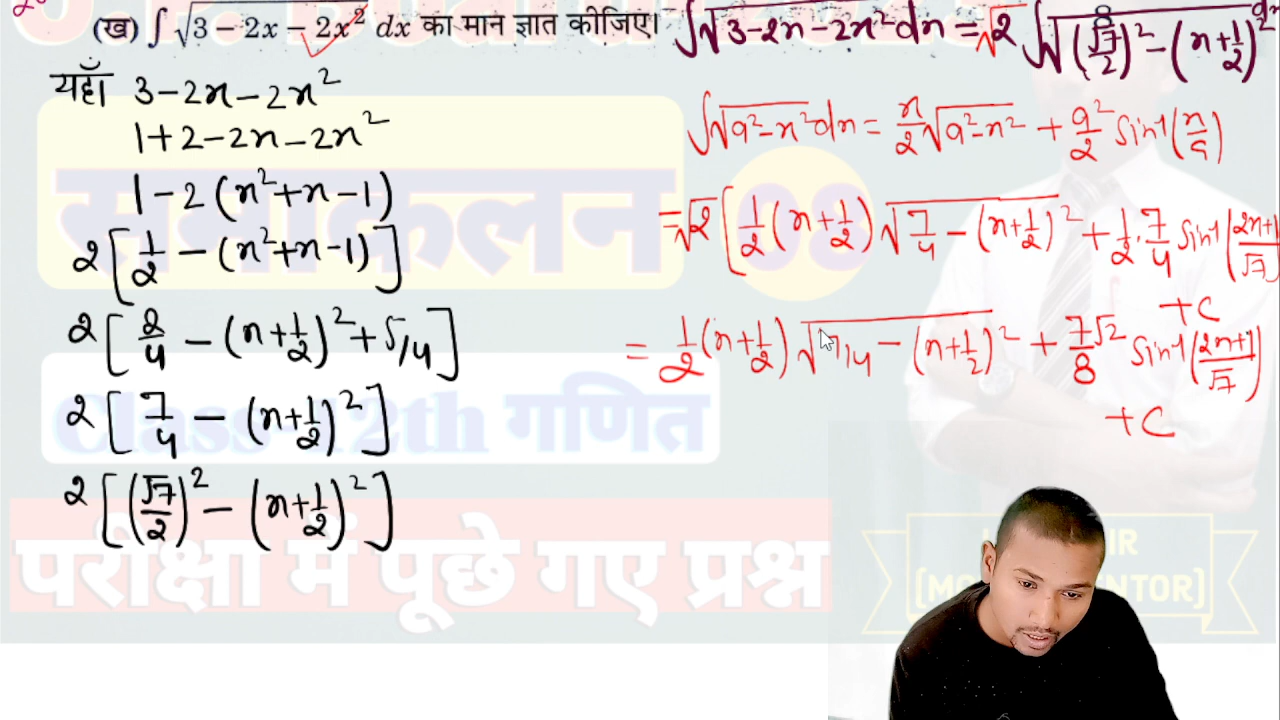 (ख) ∫ √3 − 2x − 2x² dx का मान ज्ञात कीजिए।
∫√3-2x-2x² dx = √2 ∫√(√7/2)² - (x+1/2)² dx
यहाँ 3-2x-2x²
1+2-2x-2x²
1-2(x²+x-1)
2[1/2 - (x²+x-1)]
2[2/4 - (x+1/2)² + 5/4]
2[7/4 - (x+1/2)²]
2[(√7/2)² - (x+1/2)²]
∫√a²-x² dx = x/2 √a²-x² + a²/2 Sin⁻¹(x/a)
= √2[1/2(x+1/2)√7/4 - (x+1/2)² + 1/2 · 7/4 Sin⁻¹(2x+1/√7)
+c
= 1/2(x+1/2)√7/4 - (x+1/2)² + 7√2/8 Sin⁻¹(2x+1/√7)
+c
समाकलन 08
Class 12th गणित
परीक्षा में पूछे गए प्रश्न